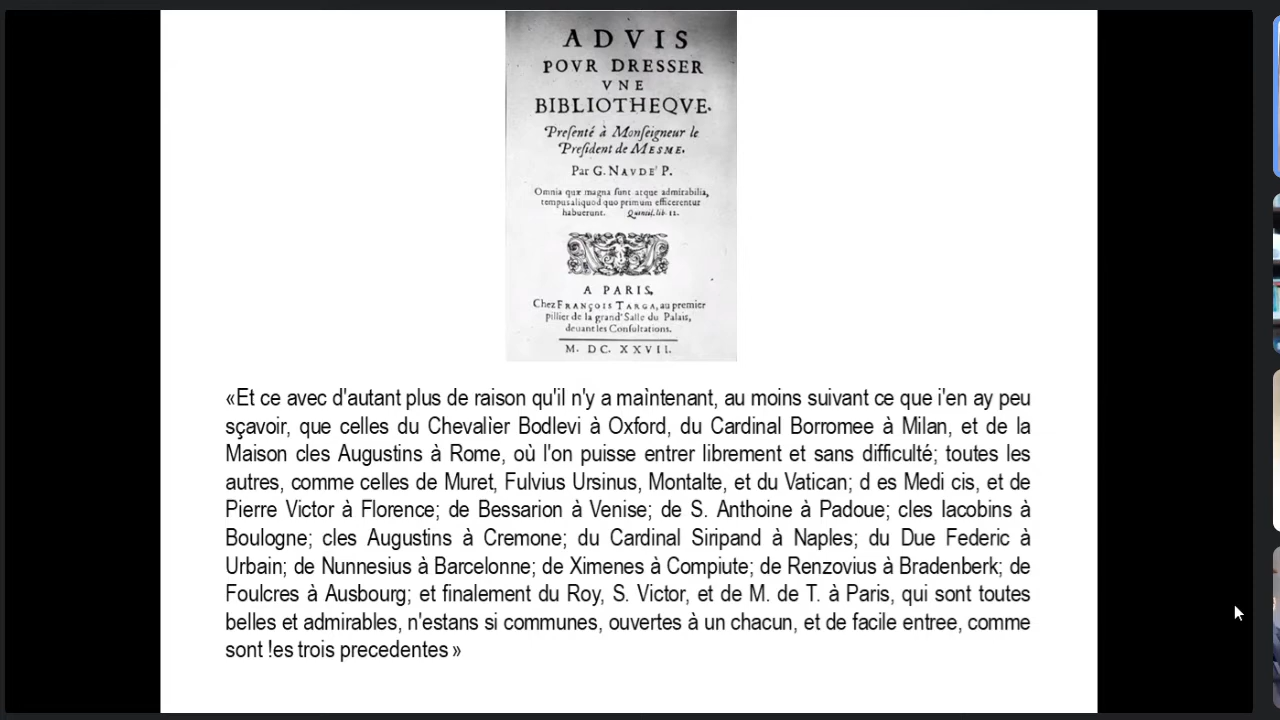 ADVIS
POVR DRESSER
VNE
BIBLIOTHEQVE.
Preſenté à Monſeigneur le
Preſident de MESME.
Par G. NAVDE' P.
Omnia quæ magna ſunt atque admirabilia,
tempus aliquod quo primum efficerentur
habuerunt. Quintil. lib. 12.
A PARIS,
Chez FRANÇOIS TARGA, au premier
pillier de la grand' Salle du Palais,
deuant les Conſultations.
M. DC. XXVII.
«Et ce avec d'autant plus de raison qu'il n'y a maìntenant, au moins suivant ce que i'en ay peu
sçavoir, que celles du Chevalìer Bodlevi à Oxford, du Cardinal Borromee à Milan, et de la
Maison cles Augustins à Rome, où l'on puisse entrer librement et sans difficulté; toutes les
autres, comme celles de Muret, Fulvius Ursinus, Montalte, et du Vatican; d es Medi cis, et de
Pierre Victor à Florence; de Bessarion à Venise; de S. Anthoine à Padoue; cles Iacobins à
Boulogne; cles Augustins à Cremone; du Cardinal Siripand à Naples; du Due Federic à
Urbain; de Nunnesius à Barcelonne; de Ximenes à Compiute; de Renzovius à Bradenberk; de
Foulcres à Ausbourg; et finalement du Roy, S. Victor, et de M. de T. à Paris, qui sont toutes
belles et admirables, n'estans si communes, ouvertes à un chacun, et de facile entree, comme
sont !es trois precedentes »